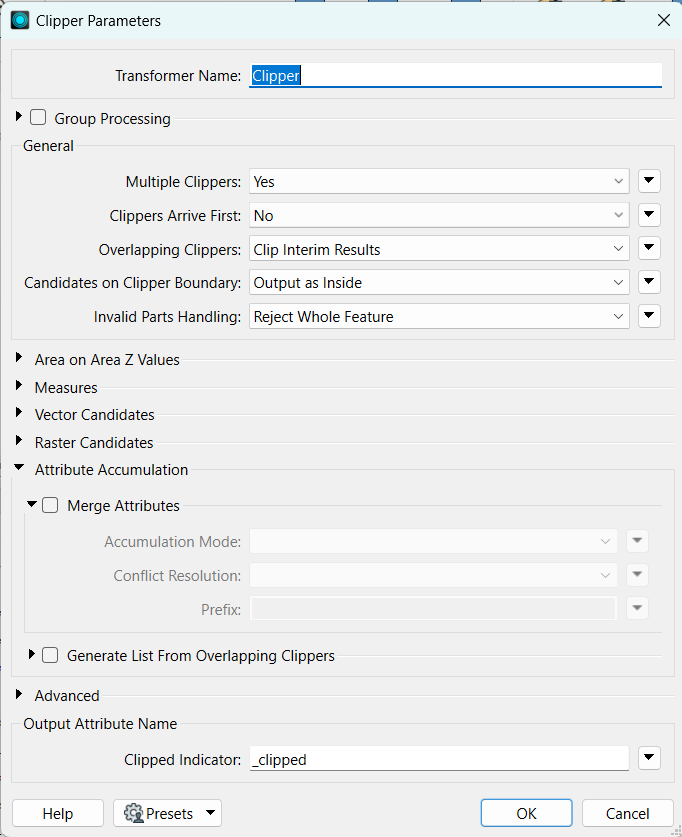 Clipper Parameters
Transformer Name: Clipper
Group Processing
General
Multiple Clippers: Yes
Clippers Arrive First: No
Overlapping Clippers: Clip Interim Results
Candidates on Clipper Boundary: Output as Inside
Invalid Parts Handling: Reject Whole Feature
Area on Area Z Values
Measures
Vector Candidates
Raster Candidates
Attribute Accumulation
Merge Attributes
Accumulation Mode:
Conflict Resolution:
Prefix:
Generate List From Overlapping Clippers
Advanced
Output Attribute Name
Clipped Indicator: _clipped
Help Presets OK Cancel